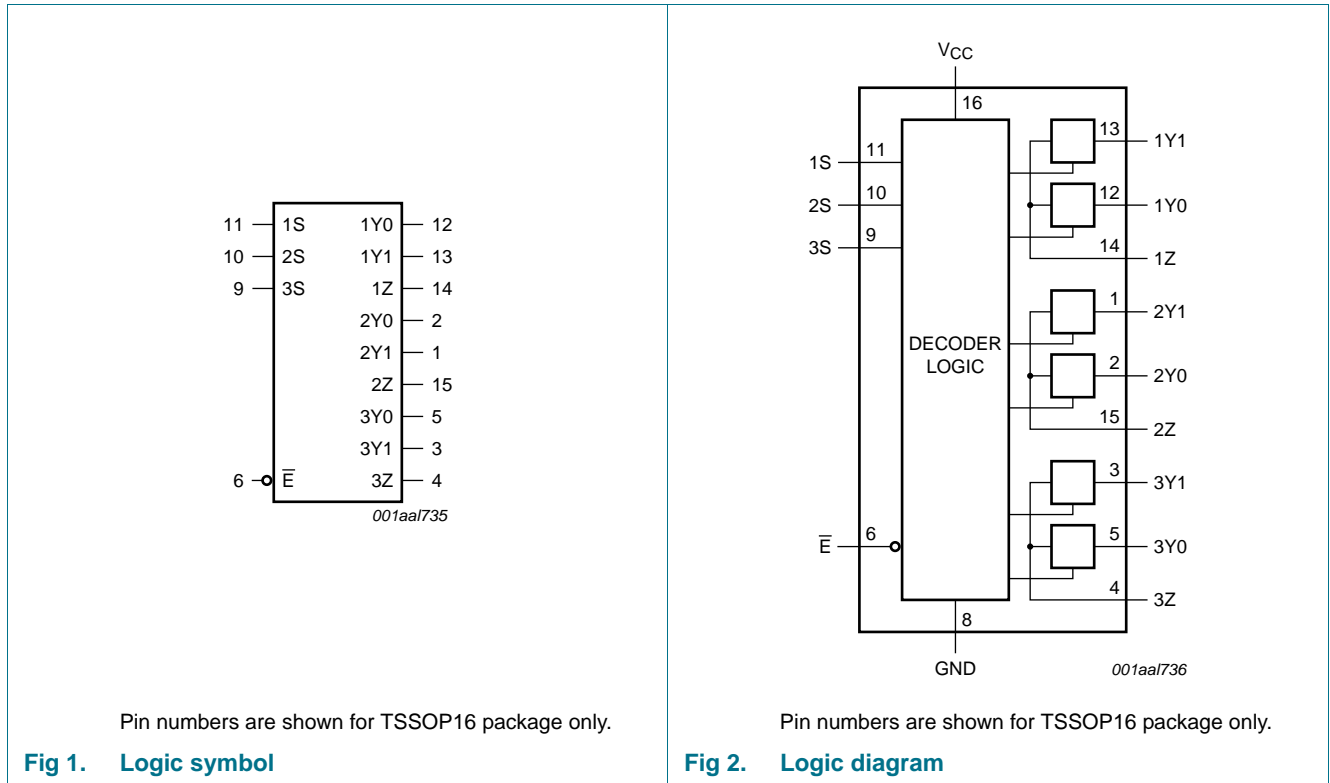 11 1S 1Y0 12
10 2S 1Y1 13
9 3S 1Z 14
2Y0 2
2Y1 1
2Z 15
3Y0 5
3Y1 3
6 E̅ 3Z 4
001aal735
Pin numbers are shown for TSSOP16 package only.
Fig 1. Logic symbol
VCC
16
13 1Y1
1S 11
12 1Y0
2S 10
14 1Z
3S 9
1 2Y1
DECODER
LOGIC
2 2Y0
15 2Z
3 3Y1
E̅ 6
5 3Y0
4 3Z
8
GND
001aal736
Pin numbers are shown for TSSOP16 package only.
Fig 2. Logic diagram